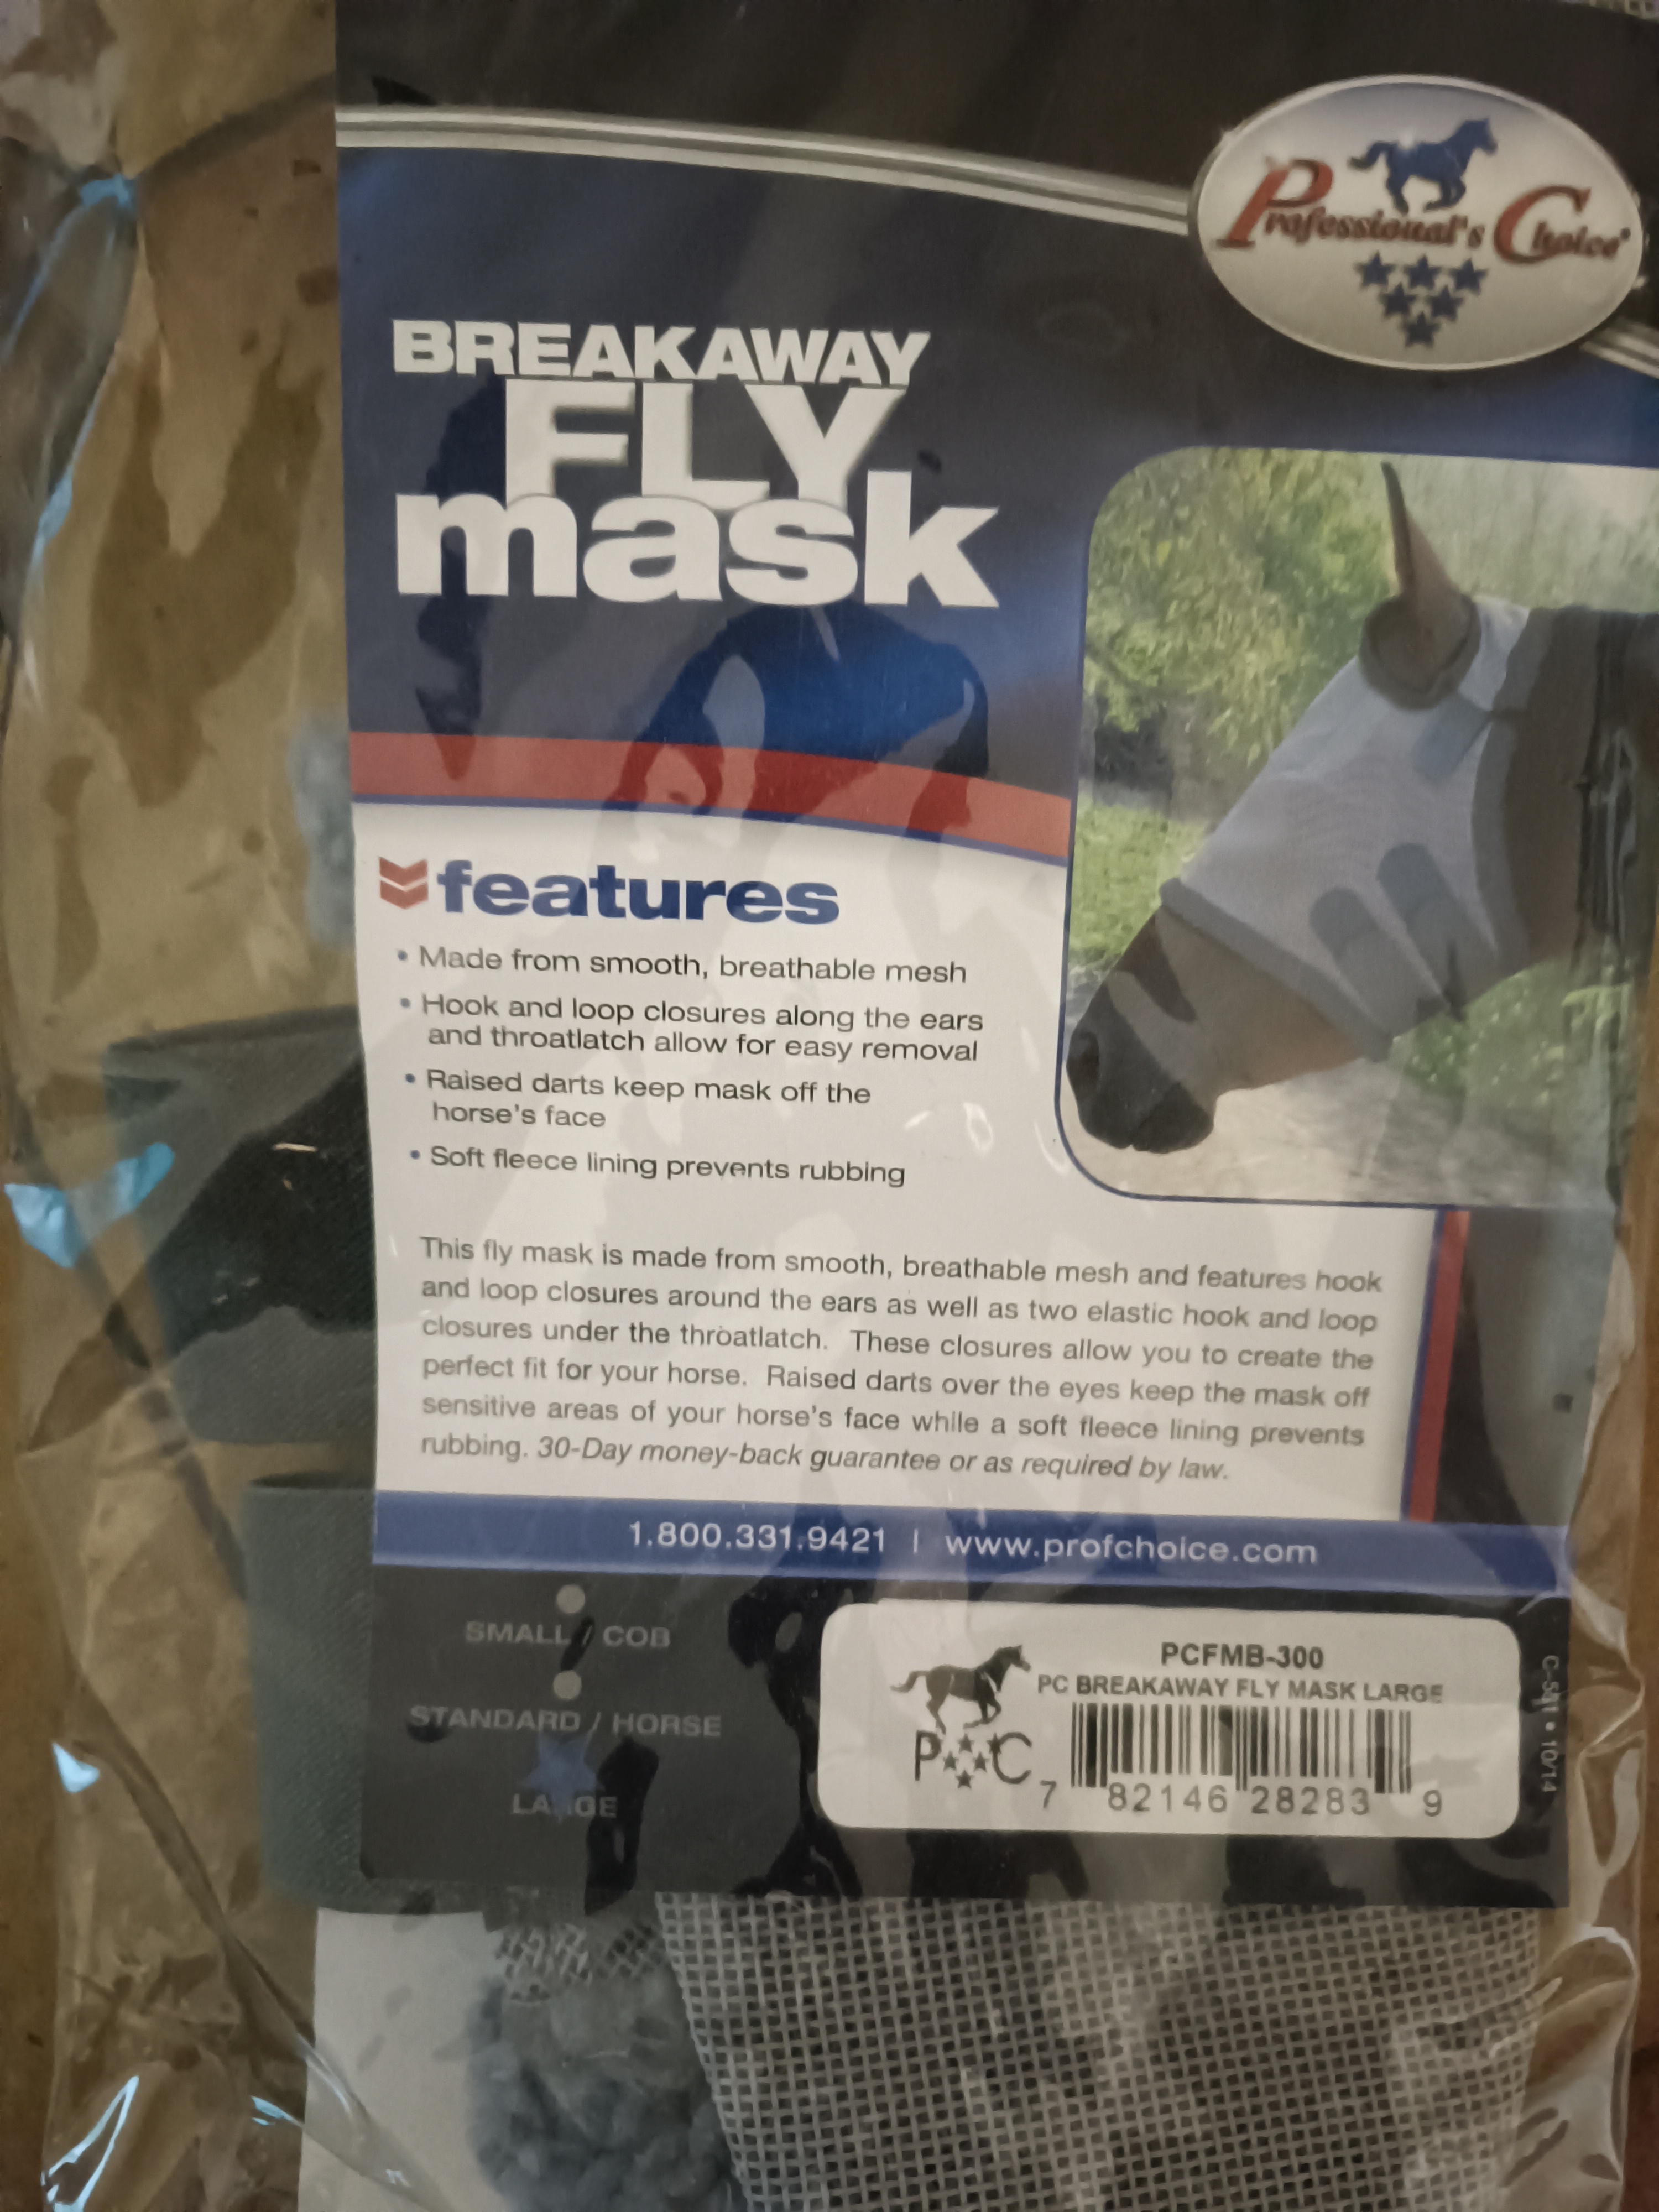 Professional's Choice®
BREAKAWAY
FLY
mask
features
• Made from smooth, breathable mesh
• Hook and loop closures along the ears
and throatlatch allow for easy removal
• Raised darts keep mask off the
horse's face
• Soft fleece lining prevents rubbing
This fly mask is made from smooth, breathable mesh and features hook
and loop closures around the ears as well as two elastic hook and loop
closures under the throatlatch. These closures allow you to create the
perfect fit for your horse. Raised darts over the eyes keep the mask off
sensitive areas of your horse's face while a soft fleece lining prevents
rubbing. 30-Day money-back guarantee or as required by law.
1.800.331.9421 | www.profchoice.com
SMALL / COB
STANDARD / HORSE
LARGE
PCFMB-300
PC BREAKAWAY FLY MASK LARGE
PC
7 82146 28283 9
• 10/14